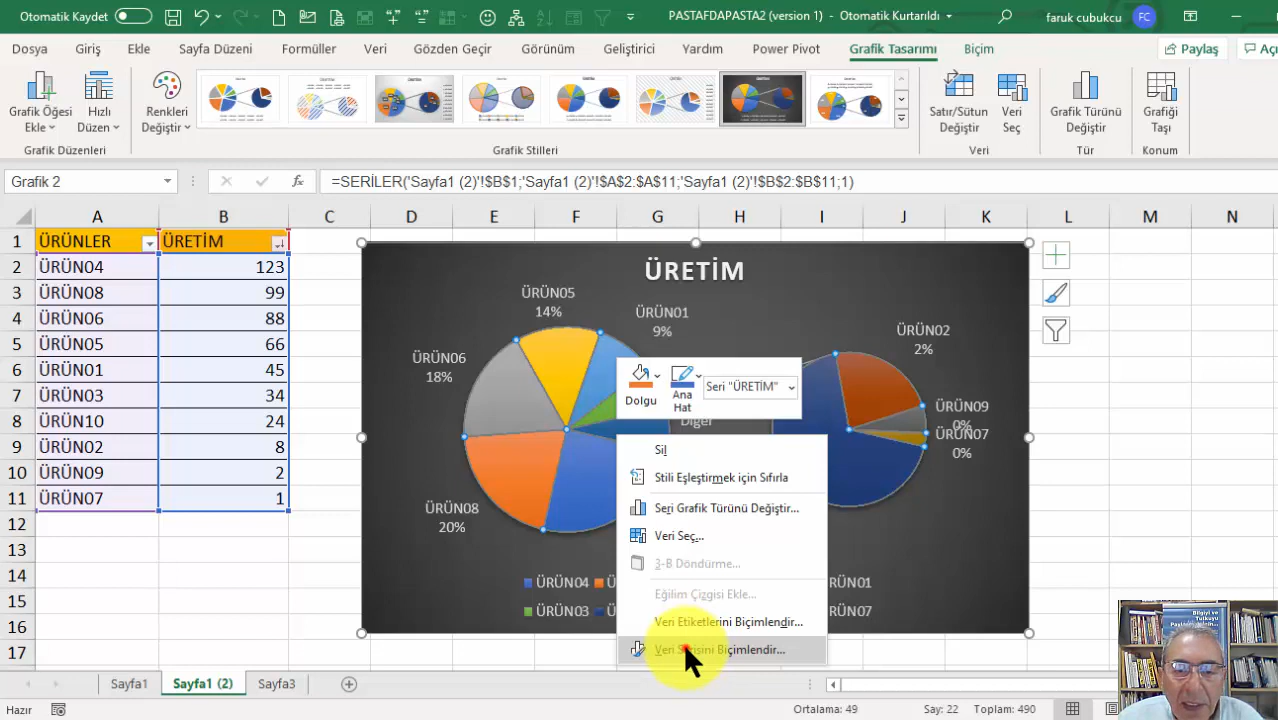 Otomatik Kaydet
PASTAFDAPASTA2 (version 1) - Otomatik Kurtarıldı
faruk cubukcu FC
Dosya Giriş Ekle Sayfa Düzeni Formüller Veri Gözden Geçir Görünüm Geliştirici Yardım Power Pivot Grafik Tasarımı Biçim Paylaş
Grafik Öğesi Ekle
Hızlı Düzen
Renkleri Değiştir
Satır/Sütun Değiştir
Veri Seç
Grafik Türünü Değiştir
Grafiği Taşı
Grafik Düzenleri Grafik Stilleri Veri Tür Konum
Grafik 2 fx =SERİLER('Sayfa1 (2)'!$B$1;'Sayfa1 (2)'!$A$2:$A$11;'Sayfa1 (2)'!$B$2:$B$11;1)
A B C D E F G H I J K L M N
1 ÜRÜNLER ÜRETİM
2 ÜRÜN04 123
3 ÜRÜN08 99
4 ÜRÜN06 88
5 ÜRÜN05 66
6 ÜRÜN01 45
7 ÜRÜN03 34
8 ÜRÜN10 24
9 ÜRÜN02 8
10 ÜRÜN09 2
11 ÜRÜN07 1
12
13
14
15
16
17
ÜRETİM
ÜRÜN05
14%
ÜRÜN01
9%
ÜRÜN06
18%
ÜRÜN08
20%
Diğer
ÜRÜN02
2%
ÜRÜN09
0%
ÜRÜN07
0%
ÜRÜN04
ÜRÜN01
ÜRÜN03
ÜRÜN07
Dolgu
Ana Hat
Seri "ÜRETİM"
Sil
Stili Eşleştirmek için Sıfırla
Seri Grafik Türünü Değiştir...
Veri Seç...
3-B Döndürme...
Eğilim Çizgisi Ekle...
Veri Etiketlerini Biçimlendir...
Veri Serisini Biçimlendir...
Sayfa1 Sayfa1 (2) Sayfa3
Hazır Ortalama: 49 Say: 22 Toplam: 490